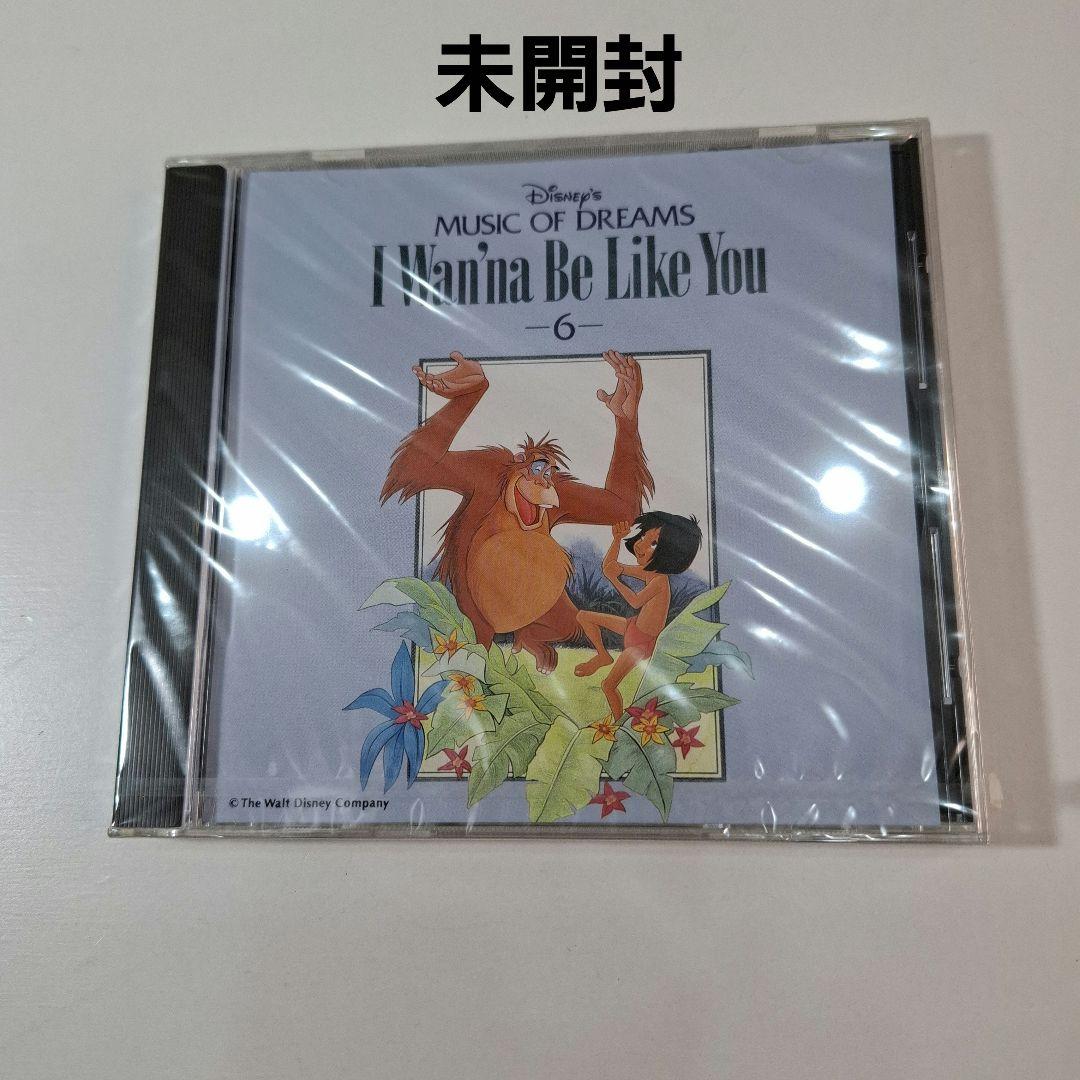 未開封
Disney's
MUSIC OF DREAMS
I Wan'na Be Like You
—6—
© The Walt Disney Company